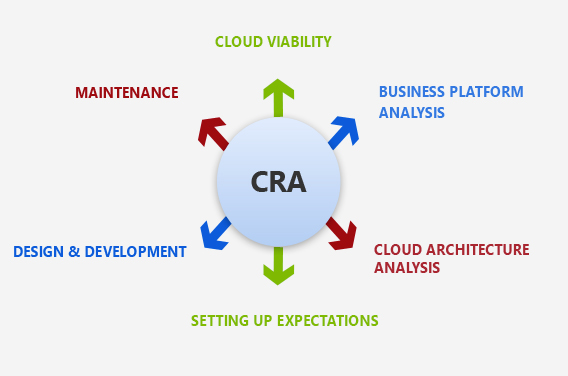 CLOUD VIABILITY
MAINTENANCE
BUSINESS PLATFORM
ANALYSIS
CRA
DESIGN & DEVELOPMENT
CLOUD ARCHITECTURE
ANALYSIS
SETTING UP EXPECTATIONS